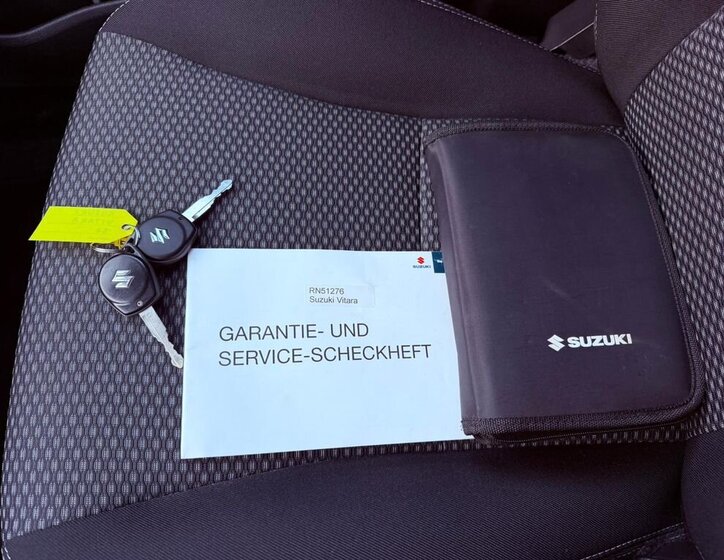 SUZUKI
RN51276
Suzuki Vitara
GARANTIE- UND
SERVICE-SCHECKHEFT
SUZUKI